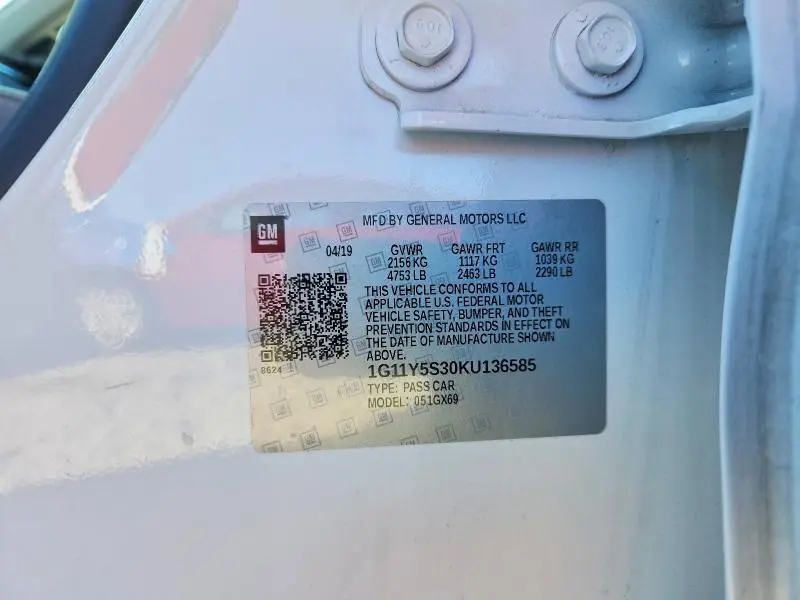 MFD BY GENERAL MOTORS LLC
GM
04/19 GVWR GAWR FRT GAWR RR
2156 KG 1117 KG 1039 KG
4753 LB 2463 LB 2290 LB
THIS VEHICLE CONFORMS TO ALL
APPLICABLE U.S. FEDERAL MOTOR
VEHICLE SAFETY, BUMPER, AND THEFT
PREVENTION STANDARDS IN EFFECT ON
THE DATE OF MANUFACTURE SHOWN
ABOVE.
8624
1G11Y5S30KU136585
TYPE: PASS CAR
MODEL: 051GX69